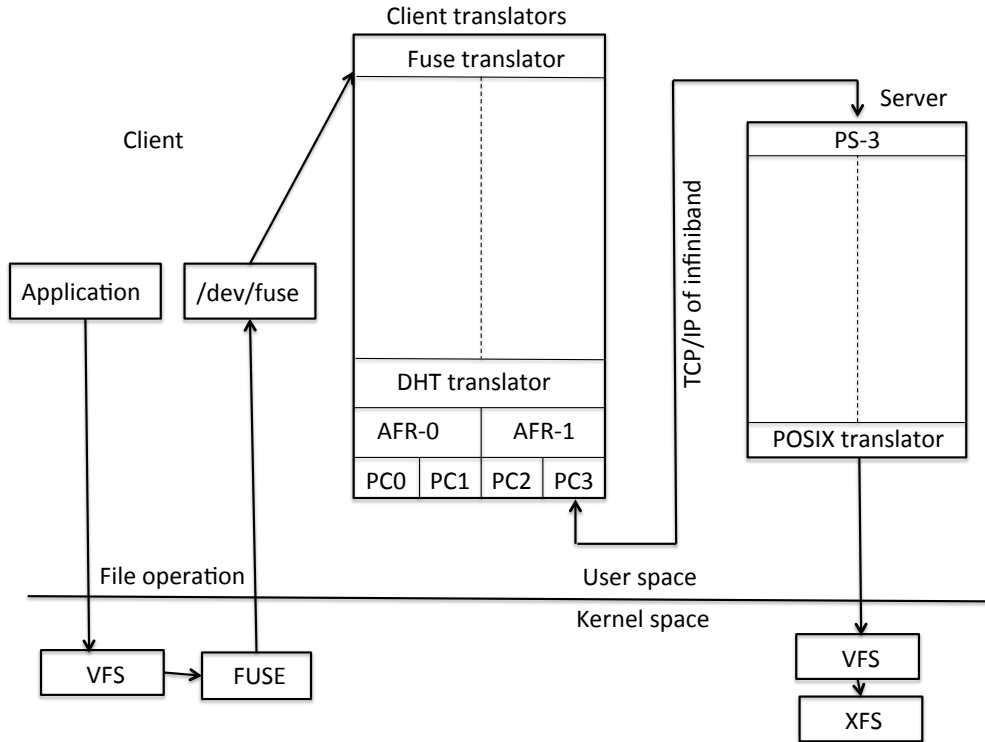 Client translators
Fuse translator
Server
Client
PS-3
TCP/IP of infiniband
Application
/dev/fuse
DHT translator
AFR-0
AFR-1
POSIX translator
PC0
PC1
PC2
PC3
File operation
User space
Kernel space
VFS
FUSE
VFS
XFS